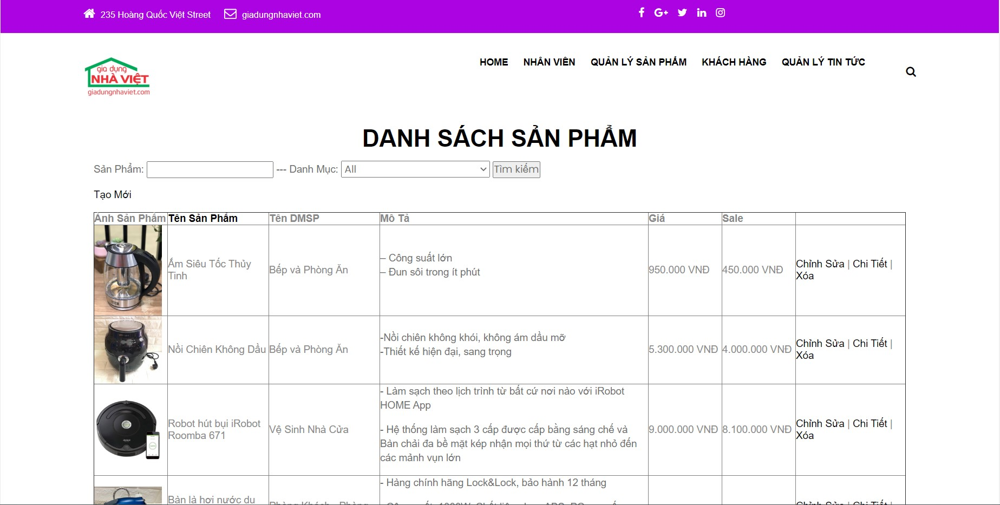 235 Hoàng Quốc Việt Street giadungnhaviet.com
gia dụng
NHÀ VIỆT
giadungnhaviet.com
HOME NHÂN VIÊN QUẢN LÝ SẢN PHẨM KHÁCH HÀNG QUẢN LÝ TIN TỨC
DANH SÁCH SẢN PHẨM
Sản Phẩm: --- Danh Mục: All Tìm kiếm
Tạo Mới
Ảnh Sản Phẩm Tên Sản Phẩm Tên DMSP Mô Tả Giá Sale
Ấm Siêu Tốc Thủy
Tinh
Bếp và Phòng Ăn
– Công suất lớn
– Đun sôi trong ít phút
950.000 VNĐ
450.000 VNĐ
Chỉnh Sửa | Chi Tiết |
Xóa
Nồi Chiên Không Dầu
Bếp và Phòng Ăn
-Nồi chiên không khói, không ám dầu mỡ
-Thiết kế hiện đại, sang trọng
5.300.000 VNĐ
4.000.000 VNĐ
Chỉnh Sửa | Chi Tiết |
Xóa
Robot hút bụi iRobot
Roomba 671
Vệ Sinh Nhà Cửa
- Làm sạch theo lịch trình từ bất cứ nơi nào với iRobot
HOME App
- Hệ thống làm sạch 3 cấp được cấp bằng sáng chế và
Bàn chải đa bề mặt kép nhận mọi thứ từ các hạt nhỏ đến
các mảnh vụn lớn
9.000.000 VNĐ
8.100.000 VNĐ
Chỉnh Sửa | Chi Tiết |
Xóa
Bàn là hơi nước du
- Hàng chính hãng Lock&Lock, bảo hành 12 tháng
Chỉnh Sửa | Chi Tiết |